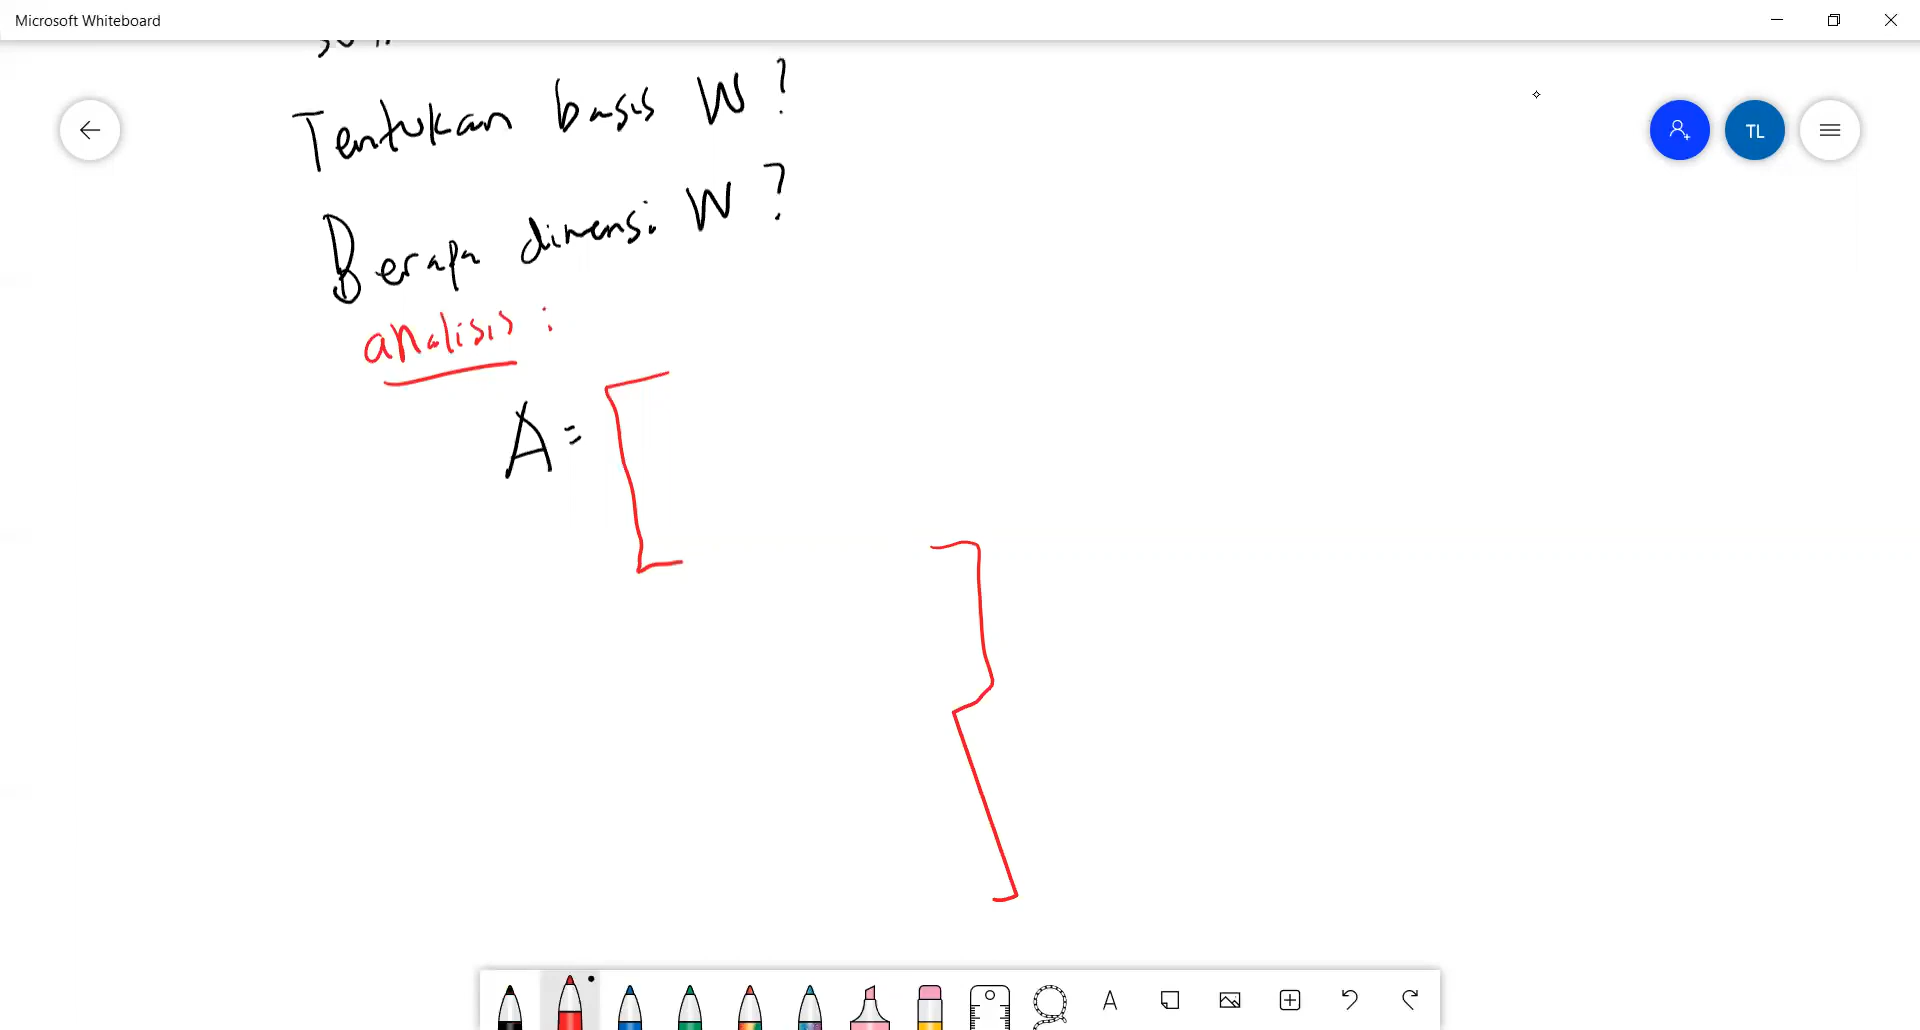 Microsoft Whiteboard
Tentukan basis W ?
Berapa dimensi W ?
analisis :
A = [
]
TL
A